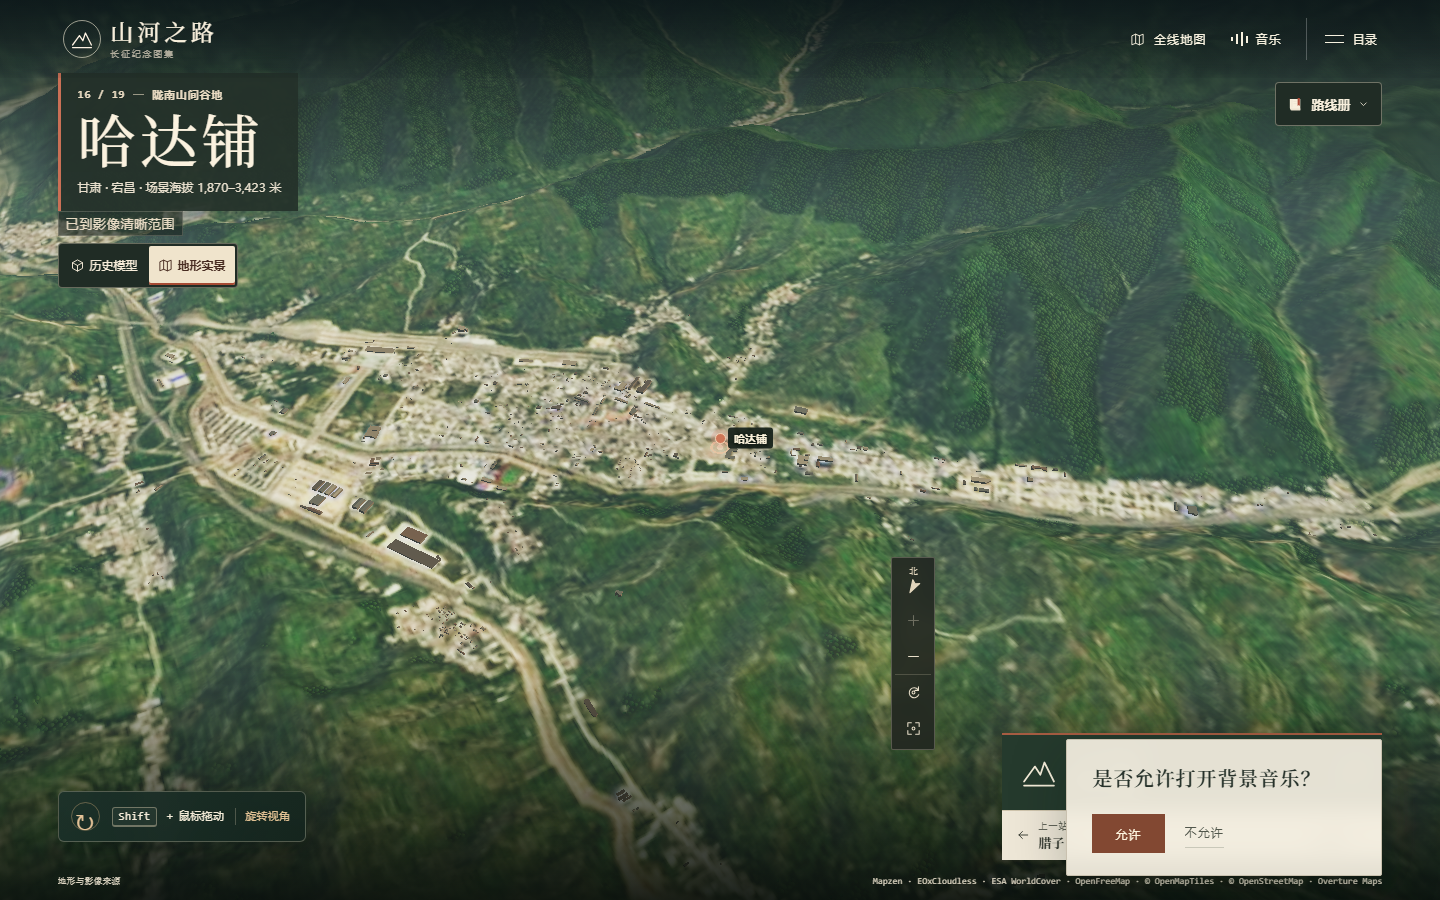 山河之路
长征纪念图集
全线地图
音乐
目录
16 / 19 — 陇南山间谷地
哈达铺
甘肃 · 宕昌 · 场景海拔 1,870–3,423 米
路线册
已到影像清晰范围
历史模型
地形实景
哈达铺
北
是否允许打开背景音乐？
允许
不允许
上一站
腊子
Shift + 鼠标拖动 旋转视角
地形与影像来源
Mapzen · EOxCloudless · ESA WorldCover · OpenFreeMap · © OpenMapTiles · © OpenStreetMap · Overture Maps